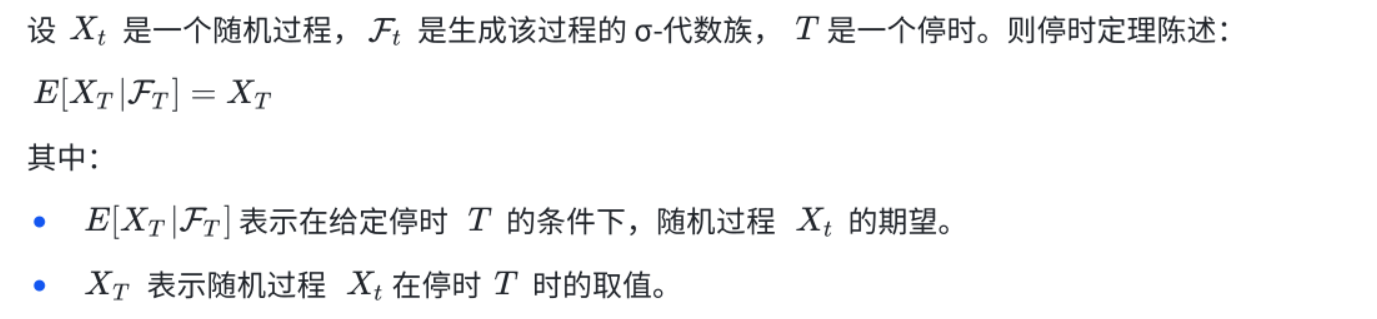 设 $X_t$ 是一个随机过程， $\mathcal{F}_t$ 是生成该过程的 σ-代数族， $T$ 是一个停时。则停时定理陈述：
$E[X_T|\mathcal{F}_T] = X_T$
其中：
• $E[X_T|\mathcal{F}_T]$ 表示在给定停时 $T$ 的条件下，随机过程 $X_t$ 的期望。
• $X_T$ 表示随机过程 $X_t$ 在停时 $T$ 时的取值。